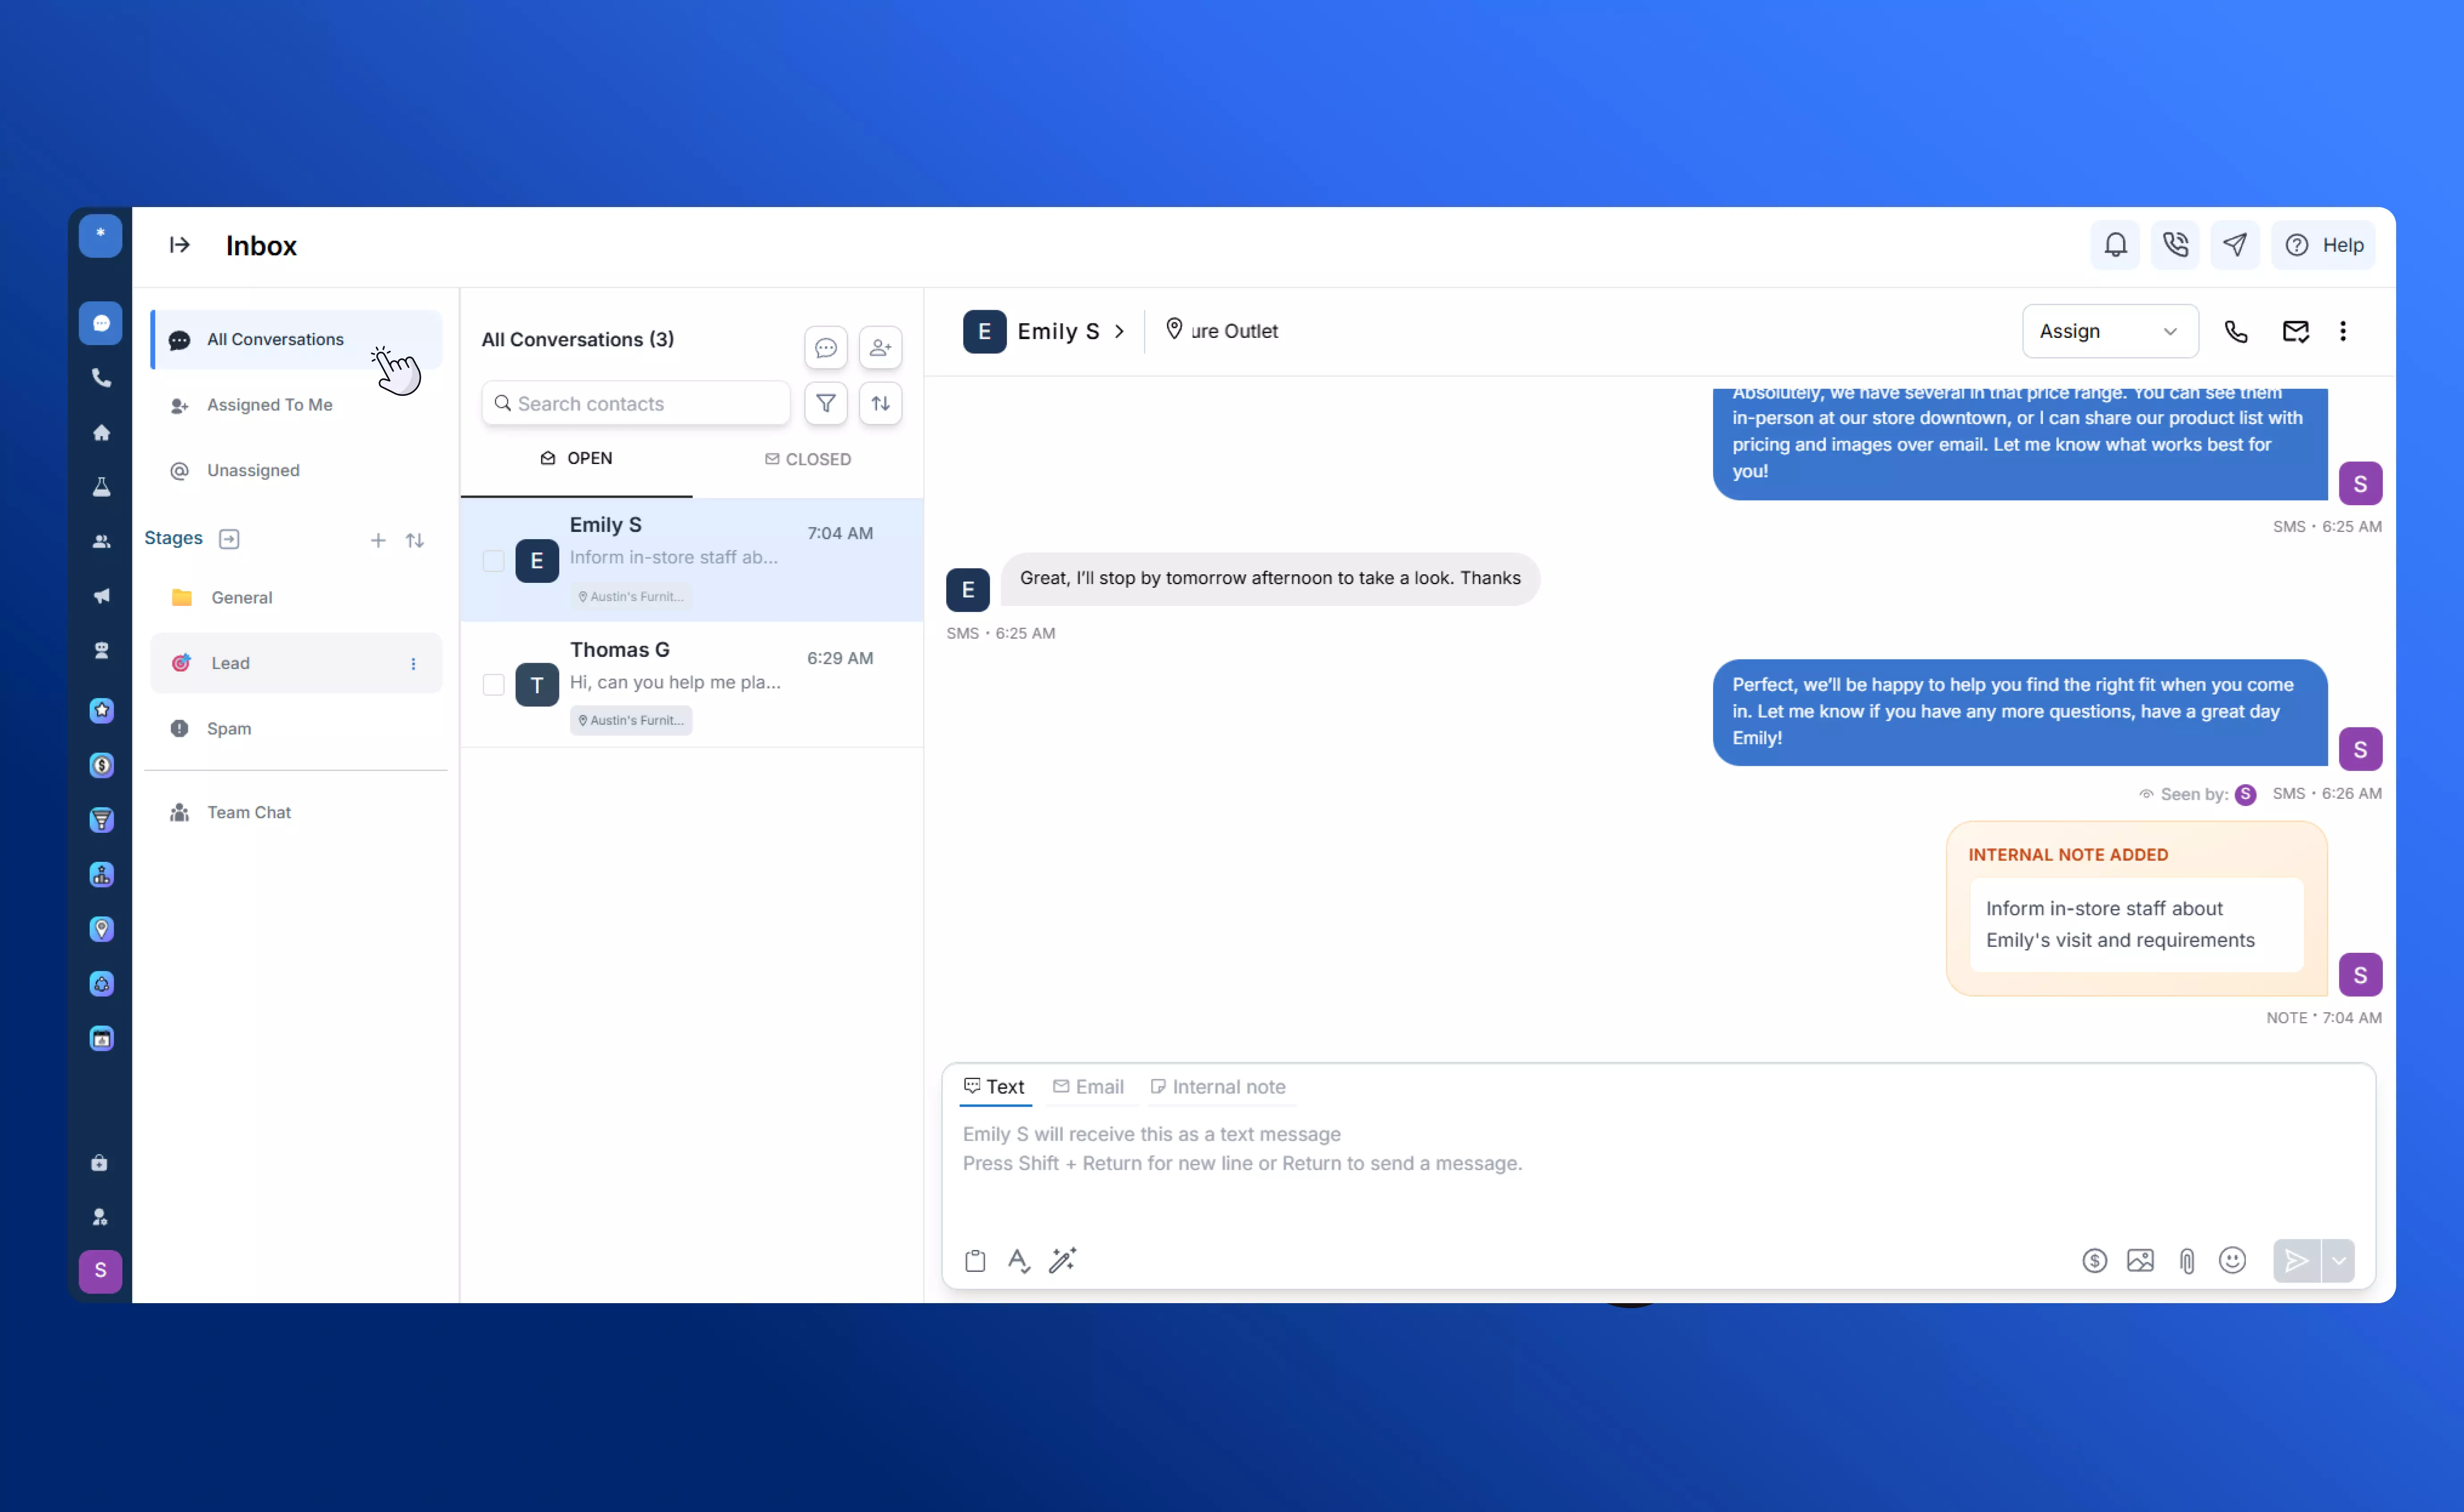 *
Inbox
Help
All Conversations
Assigned To Me
Unassigned
Stages
General
Lead
Spam
Team Chat
S
All Conversations (3)
Search contacts
OPEN
CLOSED
Emily S
7:04 AM
E
Inform in-store staff ab...
Austin's Furnit...
Thomas G
6:29 AM
T
Hi, can you help me pla...
Austin's Furnit...
E
Emily S
ure Outlet
Assign
Absolutely, we have several in that price range. You can see them
in-person at our store downtown, or I can share our product list with
pricing and images over email. Let me know what works best for
you!
S
SMS • 6:25 AM
E
Great, I’ll stop by tomorrow afternoon to take a look. Thanks
SMS • 6:25 AM
Perfect, we’ll be happy to help you find the right fit when you come
in. Let me know if you have any more questions, have a great day
Emily!
S
Seen by: S SMS • 6:26 AM
INTERNAL NOTE ADDED
Inform in-store staff about
Emily's visit and requirements
S
NOTE • 7:04 AM
Text
Email
Internal note
Emily S will receive this as a text message
Press Shift + Return for new line or Return to send a message.